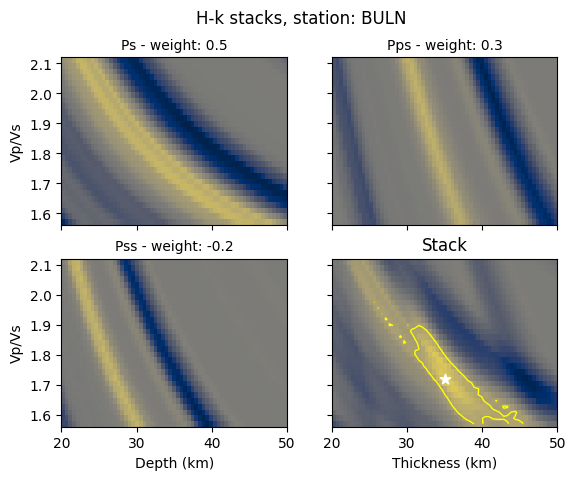 H-k stacks, station: BULN
Ps - weight: 0.5
Pps - weight: 0.3
2.1
2.0
1.9
1.8
1.7
1.6
Vp/Vs
Pss - weight: -0.2
Stack
2.1
2.0
1.9
1.8
1.7
1.6
Vp/Vs
20 30 40 50
20 30 40 50
Depth (km)
Thickness (km)